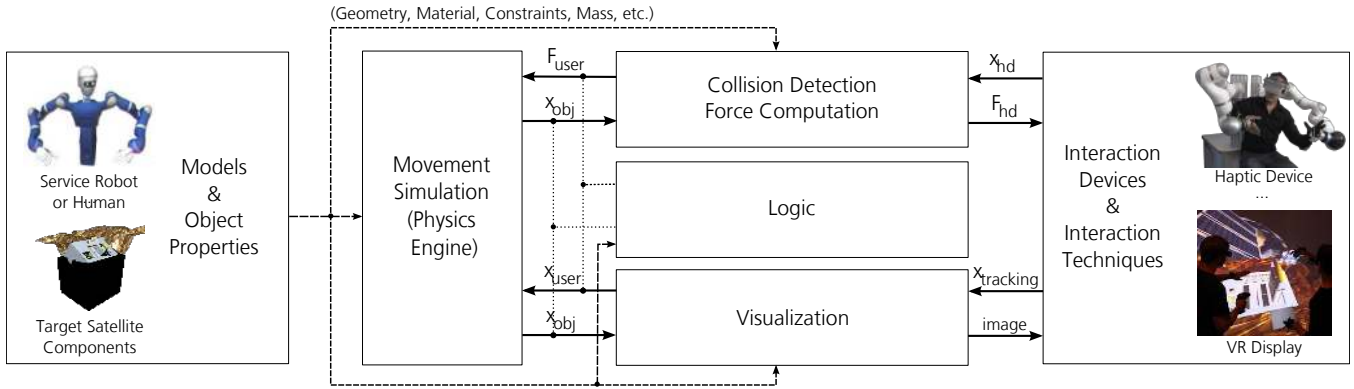 (Geometry, Material, Constraints, Mass, etc.)
Service Robot
or Human
Target Satellite
Components
Models
&
Object
Properties
Movement
Simulation
(Physics
Engine)
F_user
x_obj
x_user
x_obj
Collision Detection
Force Computation
Logic
Visualization
x_hd
F_hd
x_tracking
image
Interaction
Devices
&
Interaction
Techniques
Haptic Device
...
VR Display